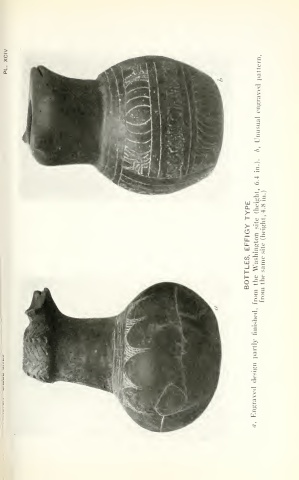 PL. XCIV
b
a
BOTTLES, EFFIGY TYPE
a, Engraved design partly finished, from the Washington site (height, 6.4 in.). b, Unusual engraved pattern,
from the same site (height, 4.8 in.)